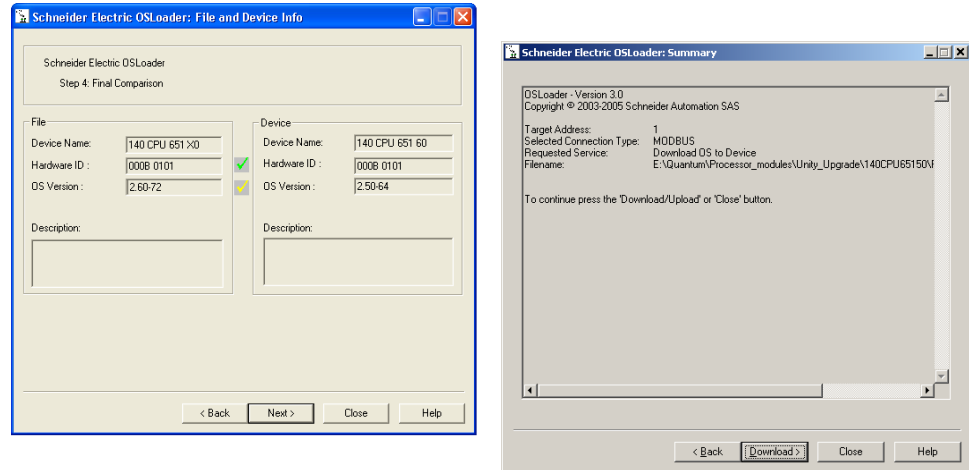 Schneider Electric OSLoader: File and Device Info
Schneider Electric OSLoader
Step 4: Final Comparison
File
Device Name: 140 CPU 651 X0
Hardware ID : 000B 0101
OS Version : 2.60-72
Description:
Device
Device Name: 140 CPU 651 60
Hardware ID : 000B 0101
OS Version : 2.50-64
Description:
< Back Next > Close Help
Schneider Electric OSLoader: Summary
OSLoader - Version 3.0
Copyright © 2003-2005 Schneider Automation SAS
Target Address: 1
Selected Connection Type: MODBUS
Requested Service: Download OS to Device
Filename: E:\Quantum\Processor_modules\Unity_Upgrade\140CPU65150\
To continue press the 'Download/Upload' or 'Close' button.
< Back Download > Close Help